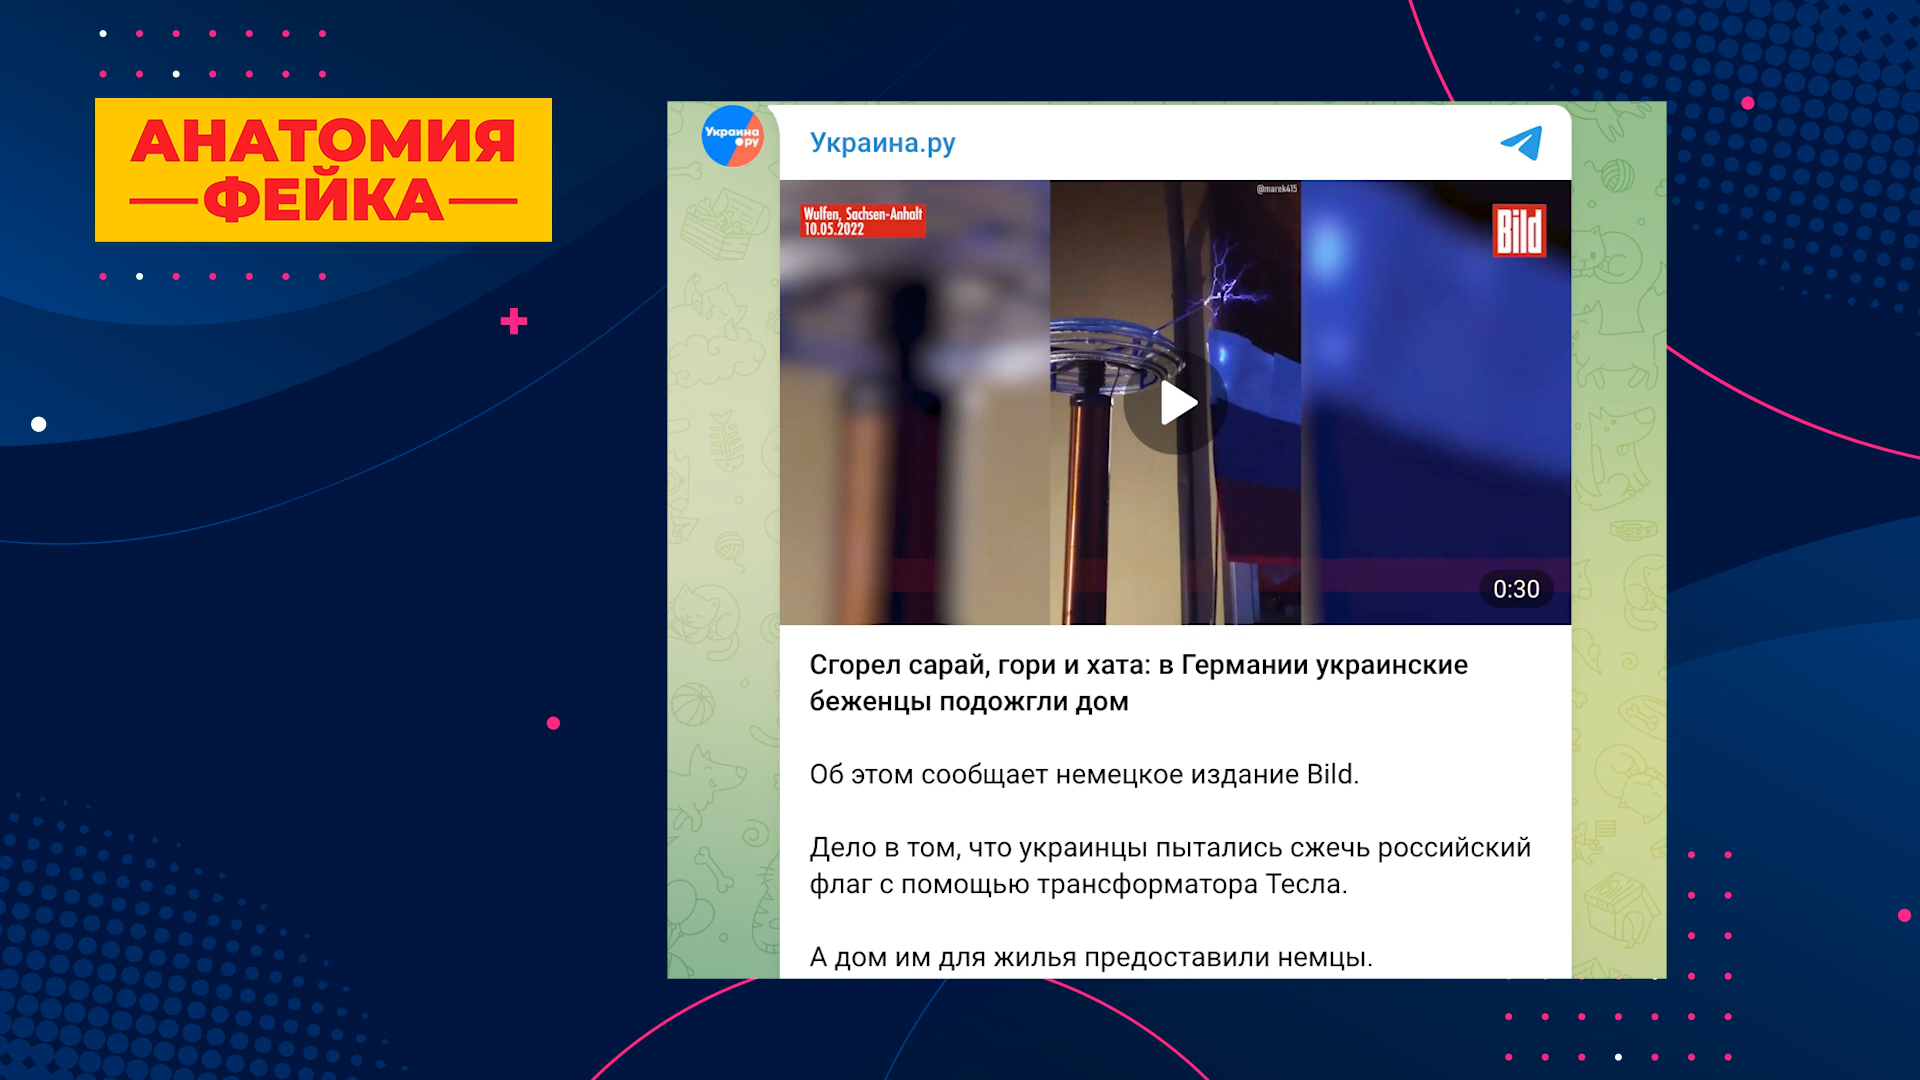 АНАТОМИЯ
ФЕЙКА
Украина
ру
Украина.ру
@marek415
Wulfen, Sachsen-Anhalt
10.05.2022
Bild
0:30
Сгорел сарай, гори и хата: в Германии украинские
беженцы подожгли дом
Об этом сообщает немецкое издание Bild.
Дело в том, что украинцы пытались сжечь российский
флаг с помощью трансформатора Тесла.
А дом им для жилья предоставили немцы.